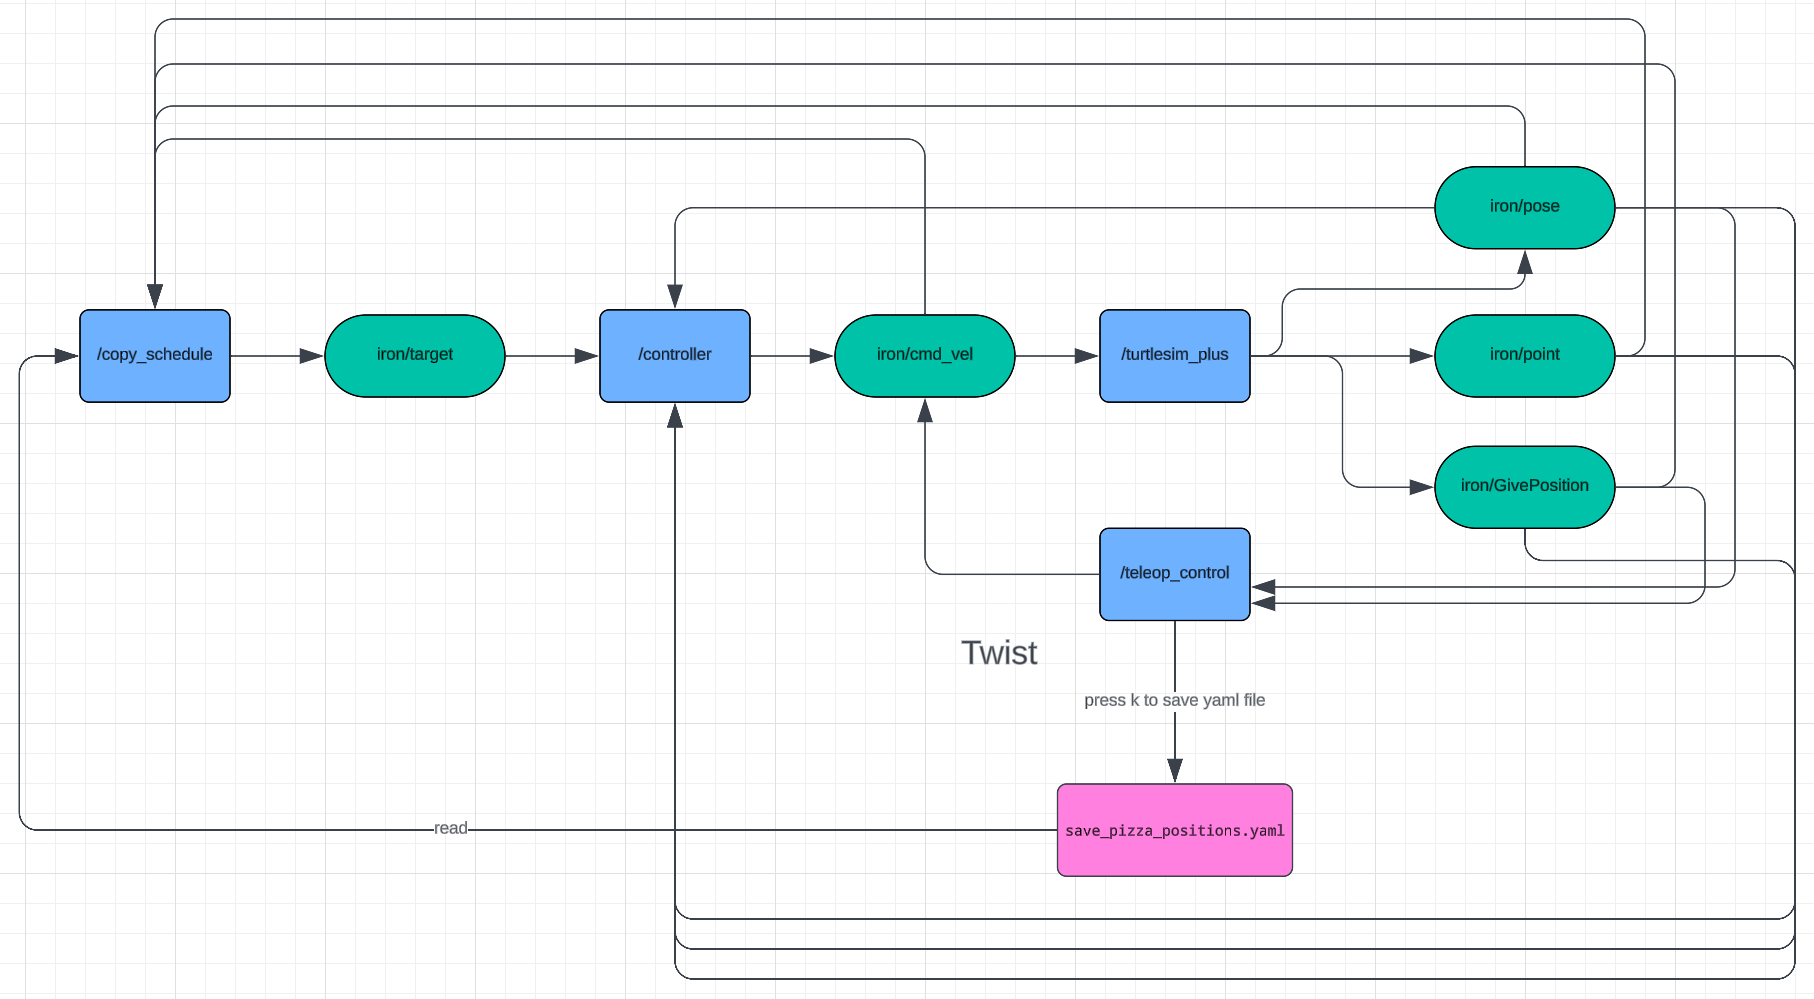 iron/pose
/copy_schedule
iron/target
/controller
iron/cmd_vel
/turtlesim_plus
iron/point
iron/GivePosition
/teleop_control
Twist
press k to save yaml file
read
save_pizza_positions.yaml